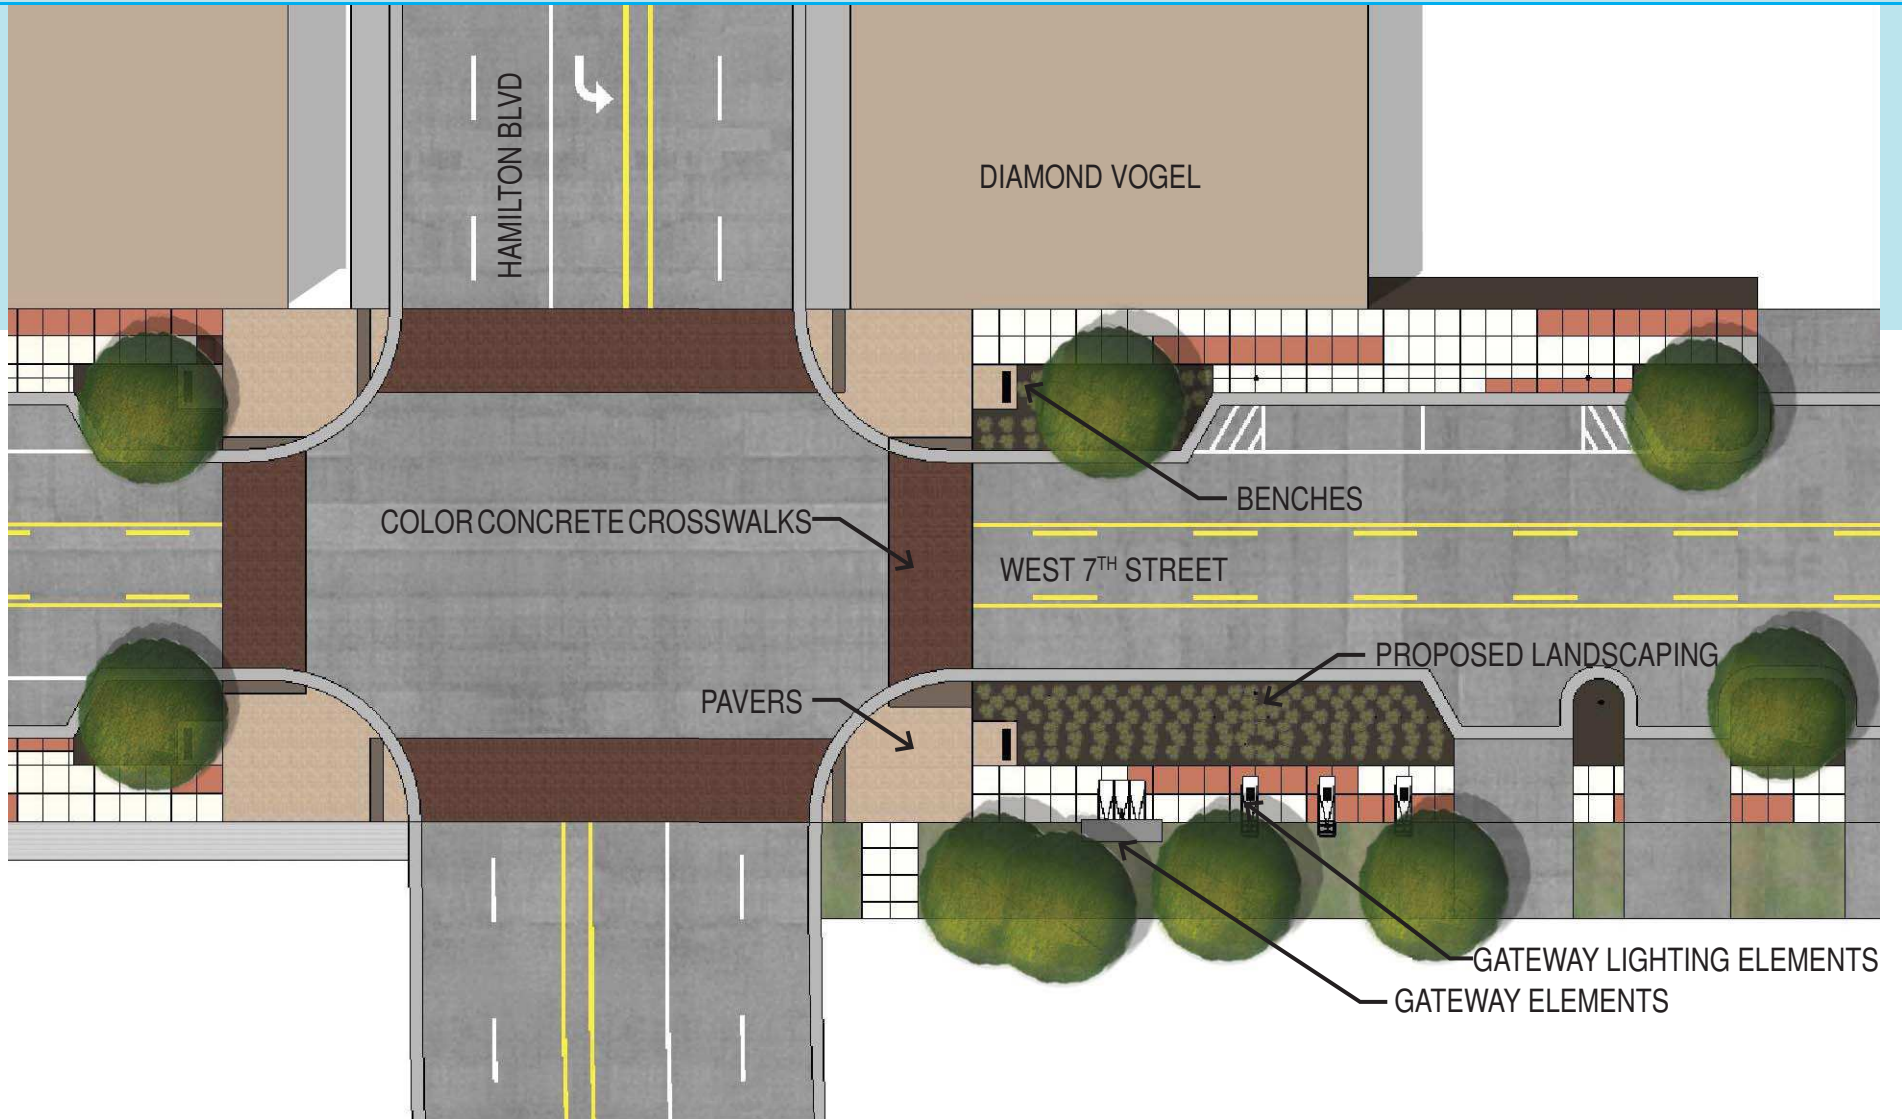 HAMILTON BLVD
DIAMOND VOGEL
BENCHES
COLOR CONCRETE CROSSWALKS
WEST 7TH STREET
PROPOSED LANDSCAPING
PAVERS
GATEWAY LIGHTING ELEMENTS
GATEWAY ELEMENTS